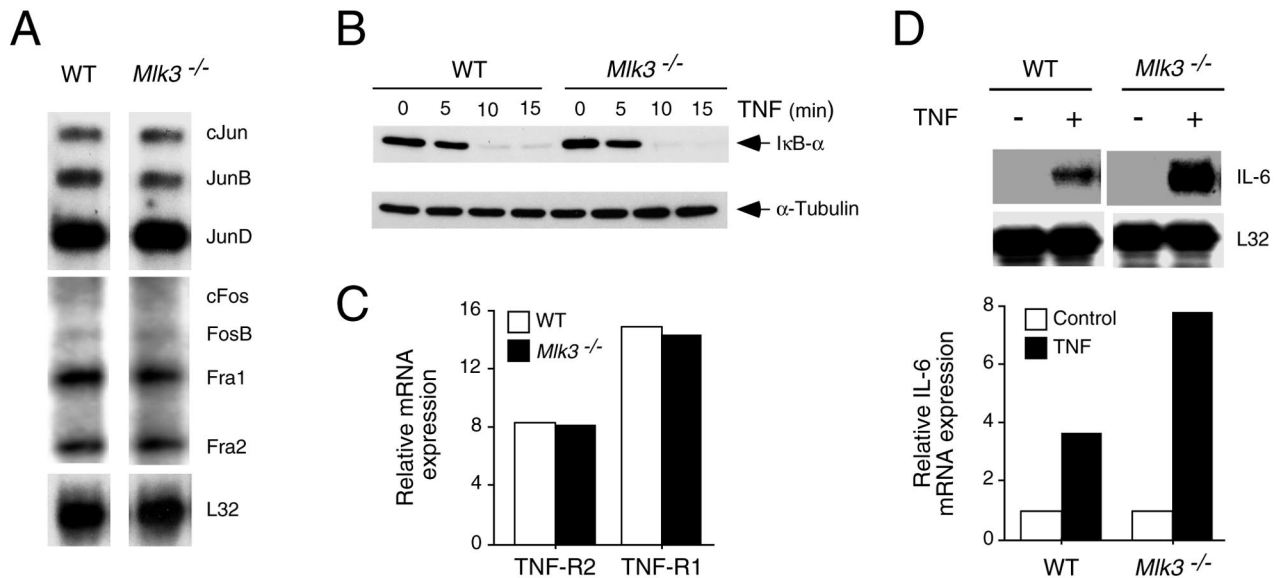 A
WT Mlk3 -/-
cJun
JunB
JunD
cFos
FosB
Fra1
Fra2
L32
B
WT Mlk3 -/-
0 5 10 15 0 5 10 15 TNF (min)
IκB-α
α-Tubulin
C
16
12
8
4
0
Relative mRNA
expression
WT
Mlk3 -/-
TNF-R2 TNF-R1
D
WT Mlk3 -/-
TNF - + - +
IL-6
L32
8
6
4
2
0
Relative IL-6
mRNA expression
Control
TNF
WT Mlk3 -/-